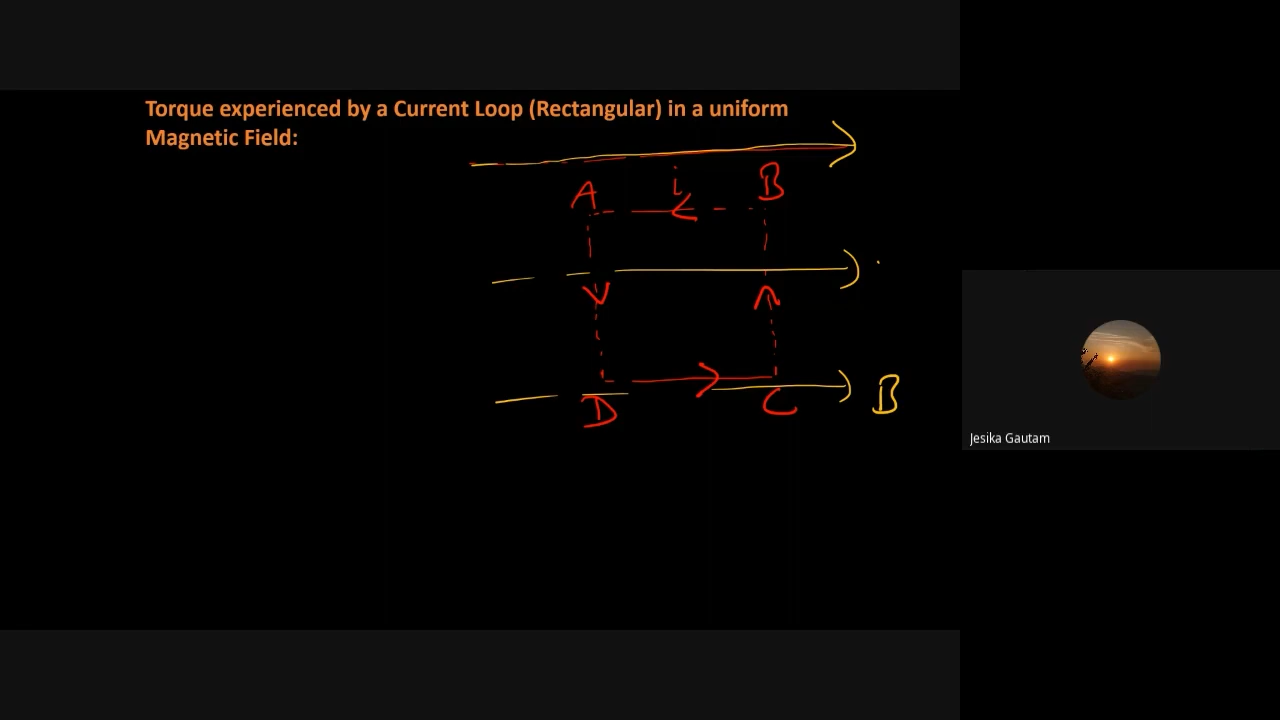 Torque experienced by a Current Loop (Rectangular) in a uniform
Magnetic Field:
A i B
D C B
Jesika Gautam